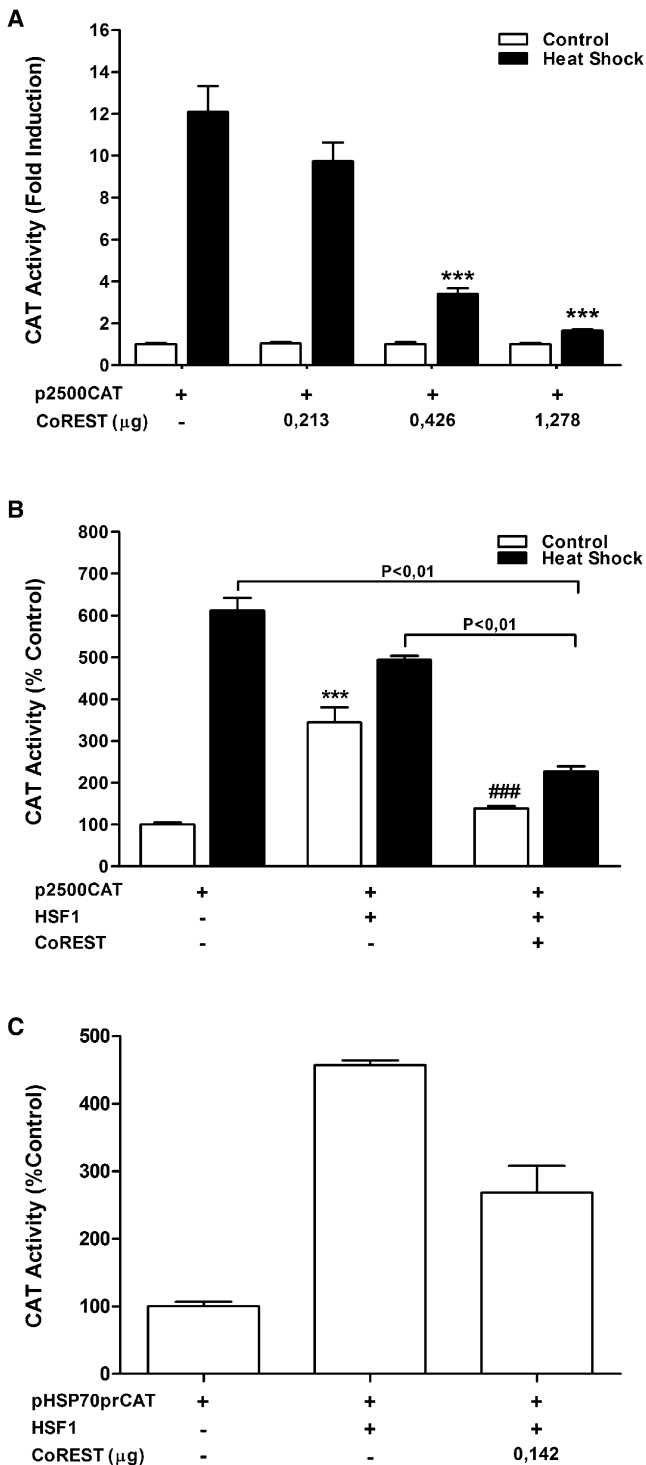 A
CAT Activity (Fold Induction)
16
14
12
10
8
6
4
2
0
Control
Heat Shock
***
***
p2500CAT + + + +
CoREST (µg) - 0,213 0,426 1,278
B
CAT Activity (% Control)
800
700
600
500
400
300
200
100
0
Control
Heat Shock
P<0,01
P<0,01
***
###
p2500CAT + + +
HSF1 - + +
CoREST - - +
C
CAT Activity (%Control)
500
400
300
200
100
0
pHSP70prCAT + + +
HSF1 - + +
CoREST (µg) - - 0,142